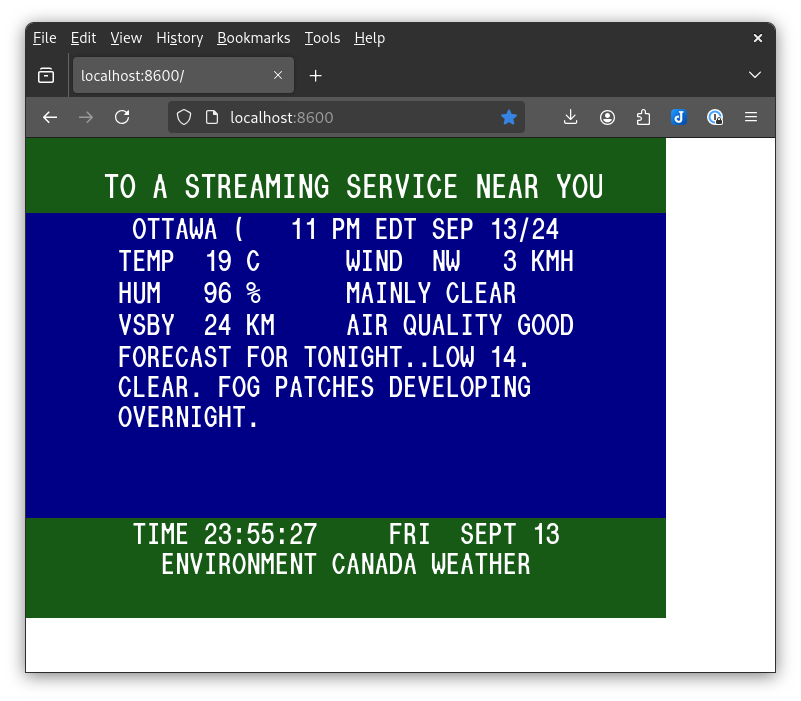 File Edit View History Bookmarks Tools Help
localhost:8600/
localhost:8600
TO A STREAMING SERVICE NEAR YOU
OTTAWA (   11 PM EDT SEP 13/24
TEMP  19 C      WIND  NW   3 KMH
HUM   96 %      MAINLY CLEAR
VSBY  24 KM     AIR QUALITY GOOD
FORECAST FOR TONIGHT..LOW 14.
CLEAR. FOG PATCHES DEVELOPING
OVERNIGHT.
TIME 23:55:27     FRI  SEPT 13
ENVIRONMENT CANADA WEATHER